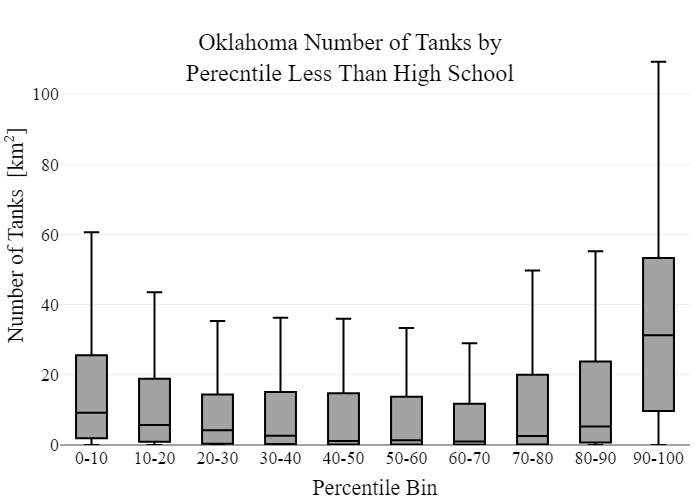 Oklahoma Number of Tanks by
Perecntile Less Than High School
Number of Tanks [km²]
100
80
60
40
20
0
0-10 10-20 20-30 30-40 40-50 50-60 60-70 70-80 80-90 90-100
Percentile Bin